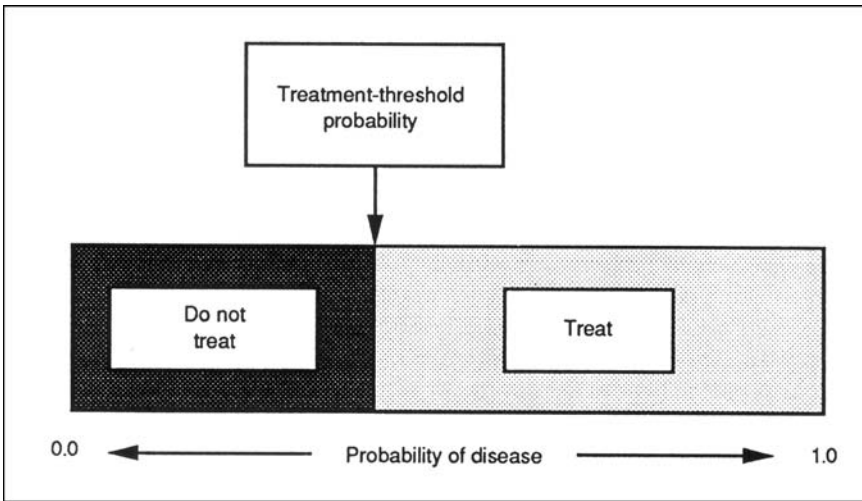 Treatment-threshold
probability
Do not
treat
Treat
0.0
Probability of disease
1.0